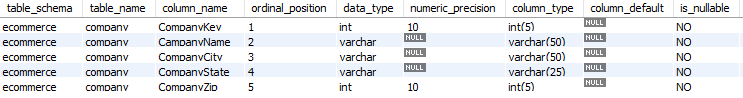 table_schema table_name column_name ordinal_position data_type numeric_precision column_type column_default is_nullable
ecommerce company CompanyKey 1 int 10 int(5) NULL NO
ecommerce company CompanyName 2 varchar NULL varchar(50) NULL NO
ecommerce company CompanyCity 3 varchar NULL varchar(50) NULL NO
ecommerce company CompanyState 4 varchar NULL varchar(25) NULL NO
ecommerce company CompanyZip 5 int 10 int(5) NULL NO